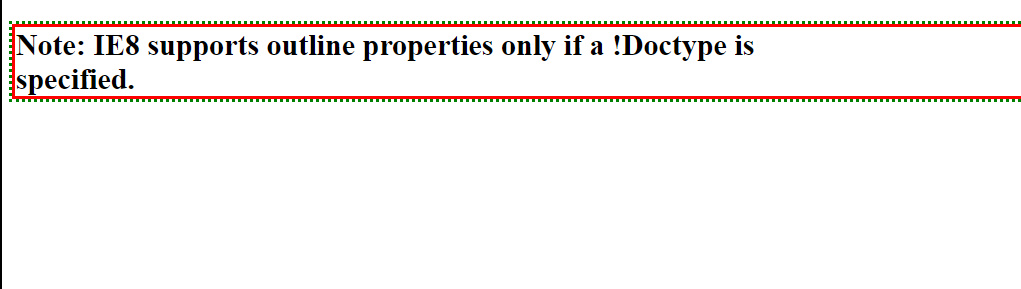 Note: IE8 supports outline properties only if a !Doctype is
specified.